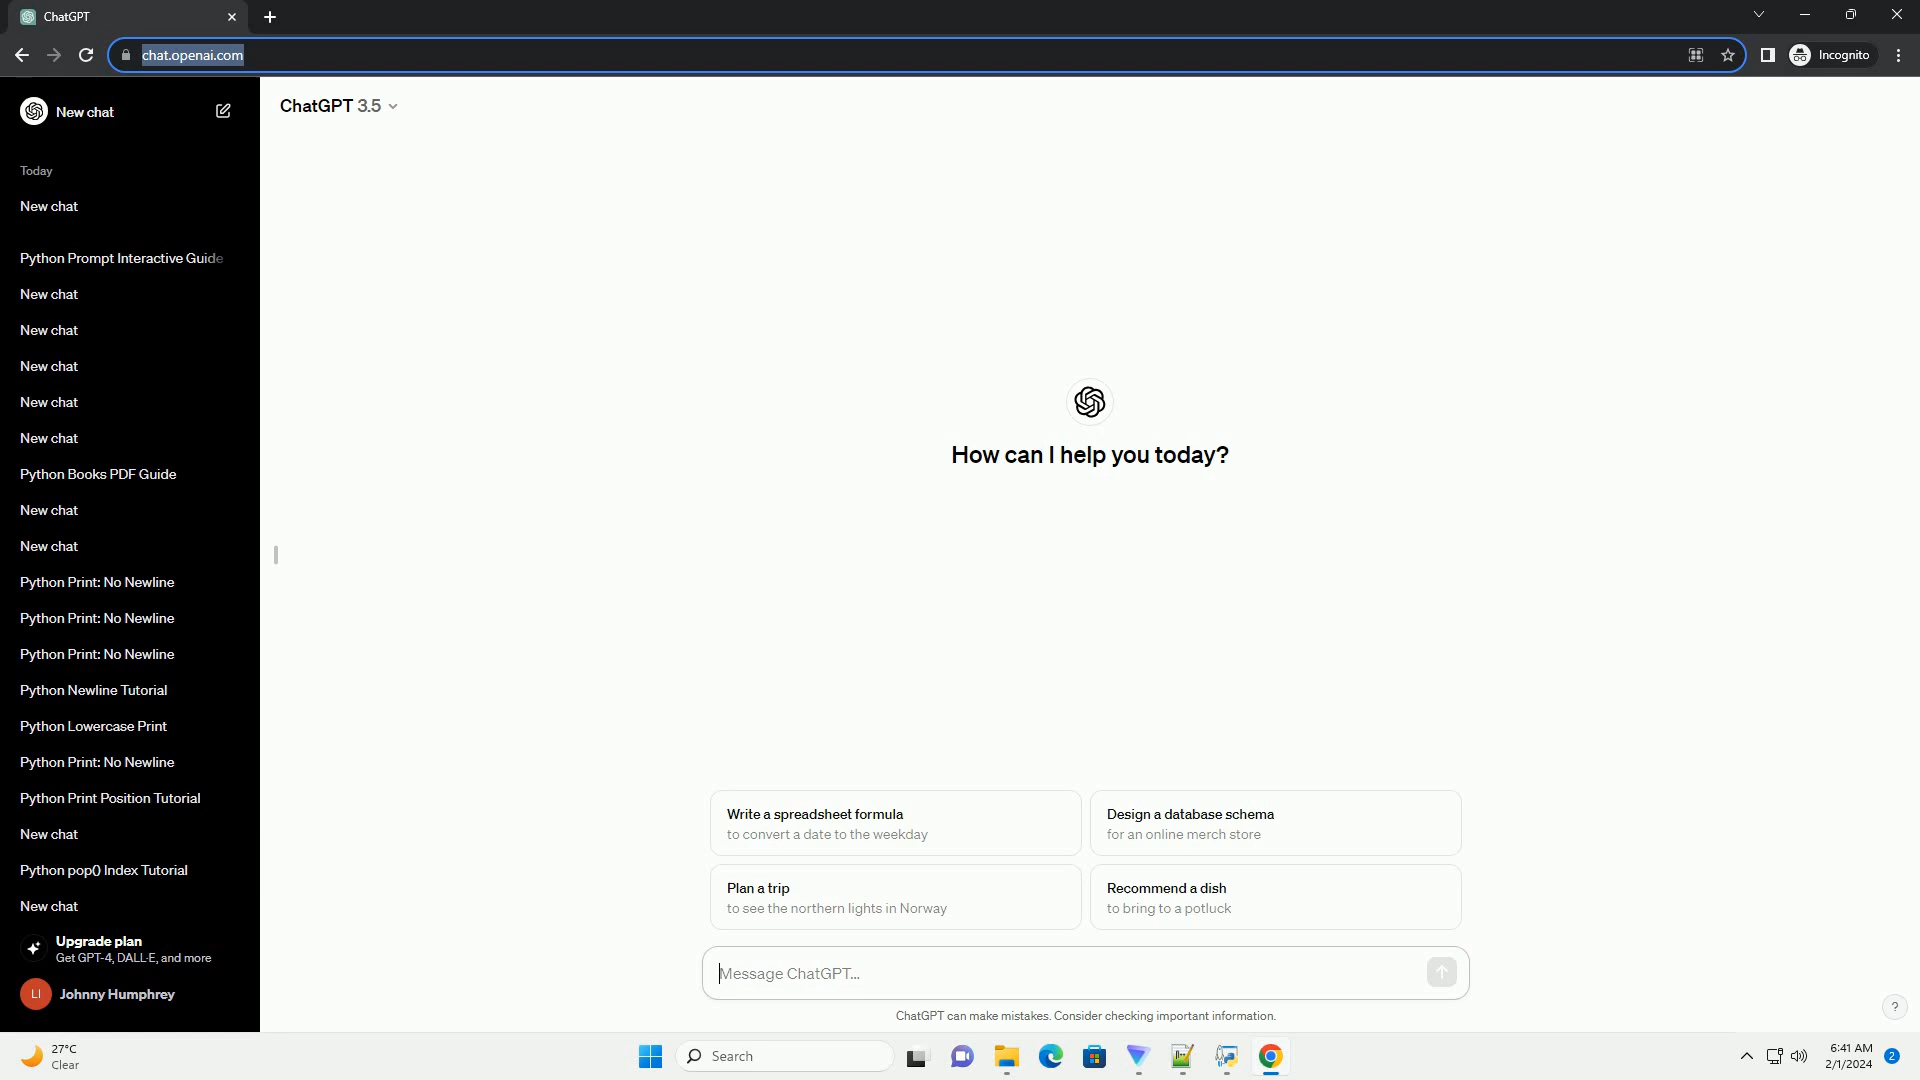 ChatGPT
chat.openai.com
Incognito
New chat
ChatGPT 3.5
Today
New chat
Python Prompt Interactive Guide
New chat
New chat
New chat
New chat
New chat
Python Books PDF Guide
New chat
New chat
Python Print: No Newline
Python Print: No Newline
Python Print: No Newline
Python Newline Tutorial
Python Lowercase Print
Python Print: No Newline
Python Print Position Tutorial
New chat
Python pop() Index Tutorial
New chat
Upgrade plan
Get GPT-4, DALL·E, and more
LI
Johnny Humphrey
How can I help you today?
Write a spreadsheet formula
to convert a date to the weekday
Design a database schema
for an online merch store
Plan a trip
to see the northern lights in Norway
Recommend a dish
to bring to a potluck
Message ChatGPT...
ChatGPT can make mistakes. Consider checking important information.
?
27°C
Clear
Search
6:41 AM
2/1/2024
2